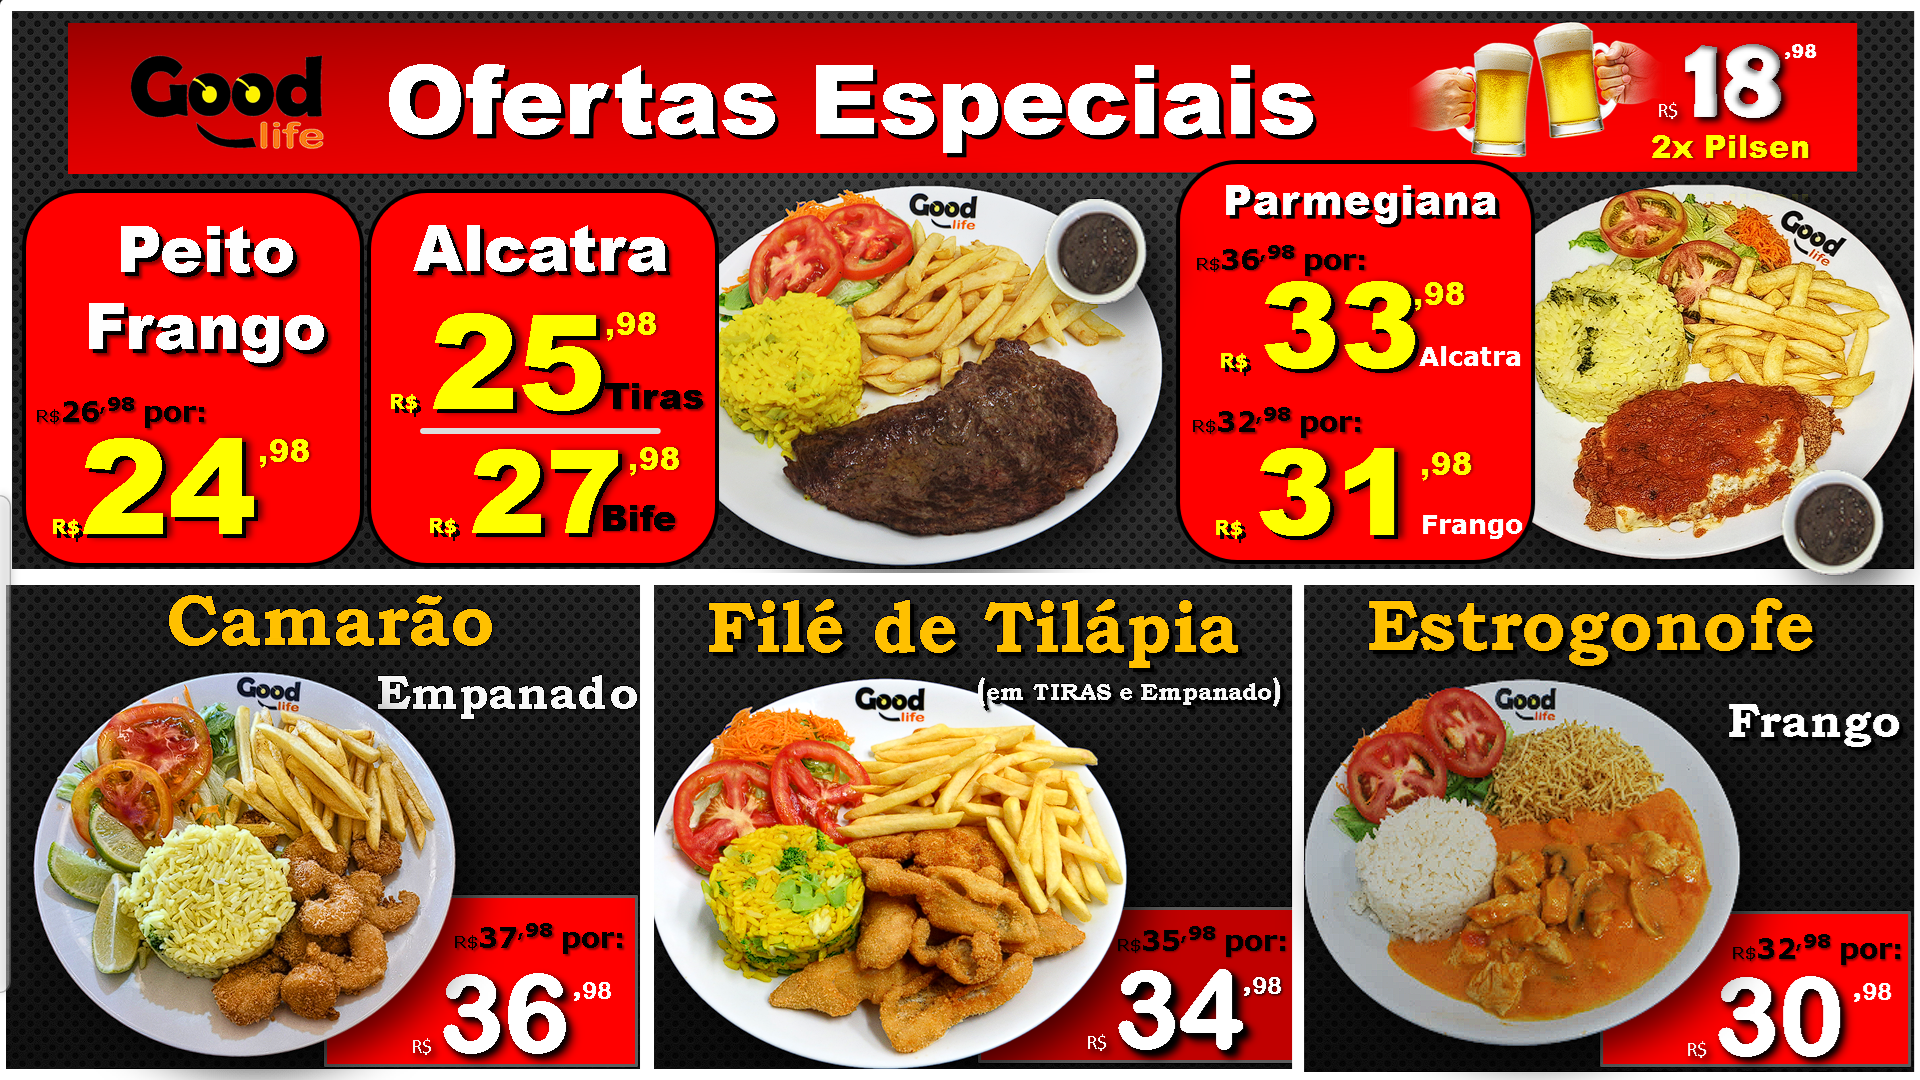 Good
life
Ofertas Especiais
R$ 18,98
2x Pilsen
Peito
Frango
R$26,98 por:
R$ 24,98
Alcatra
R$ 25,98
Tiras
R$ 27,98
Bife
Good
life
Parmegiana
R$36,98 por:
R$ 33,98
Alcatra
R$32,98 por:
R$ 31,98
Frango
Good
life
Camarão
Empanado
Good
life
R$37,98 por:
R$ 36,98
Filé de Tilápia
(em TIRAS e Empanado)
Good
life
R$35,98 por:
R$ 34,98
Estrogonofe
Frango
Good
life
R$32,98 por:
R$ 30,98